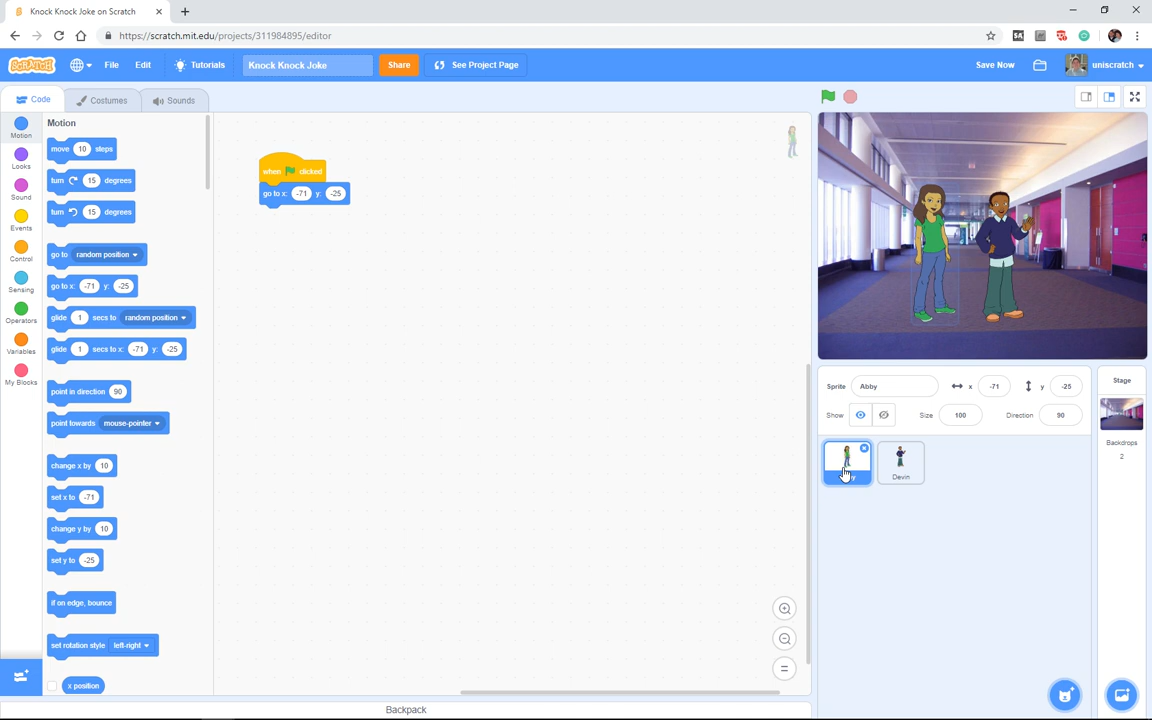 Knock Knock Joke on Scratch
https://scratch.mit.edu/projects/311984895/editor
SCRATCH File Edit Tutorials Knock Knock Joke Share See Project Page Save Now uniscratch
Code Costumes Sounds
Motion
Looks
Sound
Events
Control
Sensing
Operators
Variables
My Blocks
Motion
move 10 steps
turn 15 degrees
turn 15 degrees
go to random position
go to x: -71 y: -25
glide 1 secs to random position
glide 1 secs to x: -71 y: -25
point in direction 90
point towards mouse-pointer
change x by 10
set x to -71
change y by 10
set y to -25
if on edge, bounce
set rotation style left-right
x position
when clicked
go to x: -71 y: -25
Sprite Abby x -71 y -25
Show Size 100 Direction 90
Devin
Stage
Backdrops
2
Backpack